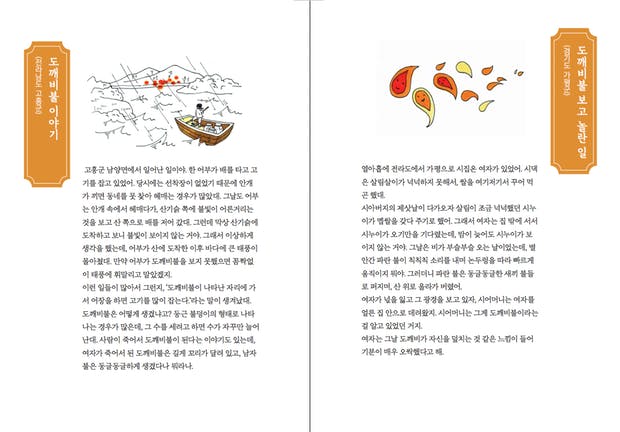 도깨비불 이야기
(전라남도 고흥군)
고흥군 남양면에서 일어난 일이야. 한 어부가 배를 타고 고
기를 잡고 있었어. 당시에는 선착장이 없었기 때문에 안개
가 끼면 동네를 못 찾아 헤매는 경우가 많았대. 그날도 어부
는 안개 속에서 헤매다가, 산기슭 쪽에 불빛이 어른거리는
것을 보고 산 쪽으로 배를 저어 갔대. 그런데 막상 산기슭에
도착하고 보니 불빛이 보이지 않는 거야. 그래서 이상하게
생각을 했는데, 어부가 산에 도착한 이후 바다에 큰 태풍이
몰아쳤대. 만약 어부가 도깨비불을 보지 못했으면 꼼짝없
이 태풍에 휘말리고 말았겠지.
이런 일들이 많아서 그런지, ‘도깨비불이 나타난 자리에 가
서 어장을 하면 고기를 많이 잡는다.’라는 말이 생겨났대.
도깨비불은 어떻게 생겼냐고? 둥근 불덩이의 형태로 나타
나는 경우가 많은데, 그 수를 세려고 하면 수가 자꾸만 늘어
난대. 사람이 죽어서 도깨비불이 된다는 이야기도 있는데,
여자가 죽어서 된 도깨비불은 길게 꼬리가 달려 있고, 남자
불은 동글동글하게 생겼다나 뭐라나.
도깨비불 보고 놀란 일
(경기도 가평군)
열아홉에 전라도에서 가평으로 시집온 여자가 있었어. 시댁
은 살림살이가 넉넉하지 못해서, 쌀을 여기저기서 꾸어 먹
곤 했대.
시아버지의 제삿날이 다가오자 살림이 조금 넉넉했던 시누
이가 멥쌀을 갖다 주기로 했어. 그래서 여자는 집 밖에 서서
시누이가 오기만을 기다렸는데, 밤이 늦어도 시누이가 보
이지 않는 거야. 그날은 비가 부슬부슬 오는 날이었는데, 별
안간 파란 불이 칙칙칙 소리를 내며 논두렁을 따라 빠르게
움직이지 뭐야. 그러더니 파란 불은 동글동글한 새끼 불들
로 퍼지며, 산 위로 올라가 버렸어.
여자가 넋을 잃고 그 광경을 보고 있자, 시어머니는 여자를
얼른 집 안으로 데려왔지. 시어머니는 그게 도깨비불이라는
걸 알고 있었던 거지.
여자는 그날 도깨비가 자신을 덮치는 것 같은 느낌이 들어
기분이 매우 오싹했다고 해.